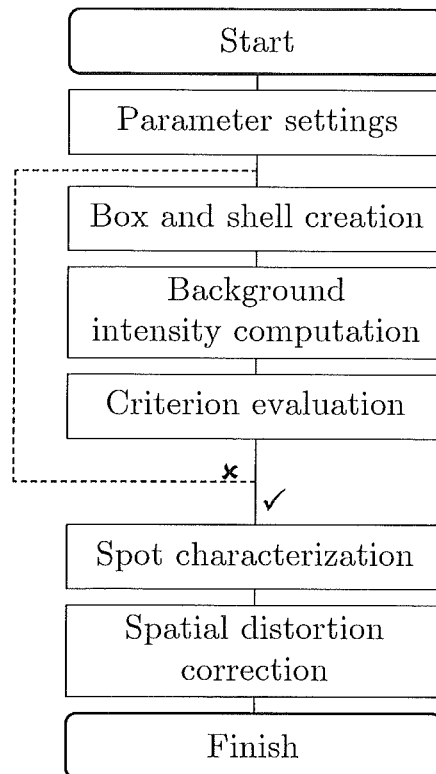 Start
Parameter settings
Box and shell creation
Background
intensity computation
Criterion evaluation
✗
✓
Spot characterization
Spatial distortion
correction
Finish